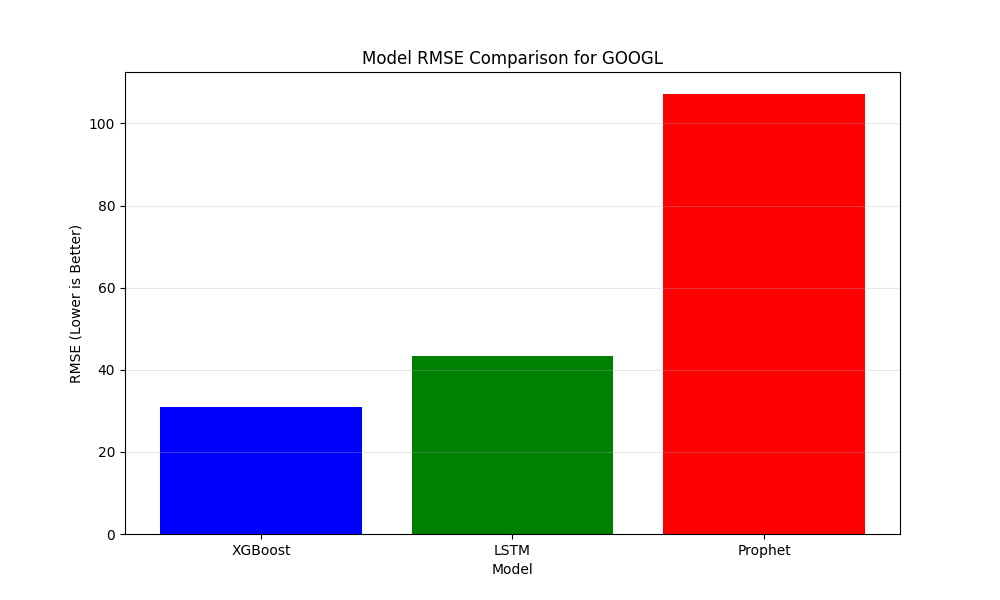 Model RMSE Comparison for GOOGL
RMSE (Lower is Better)
100
80
60
40
20
0
XGBoost
LSTM
Prophet
Model